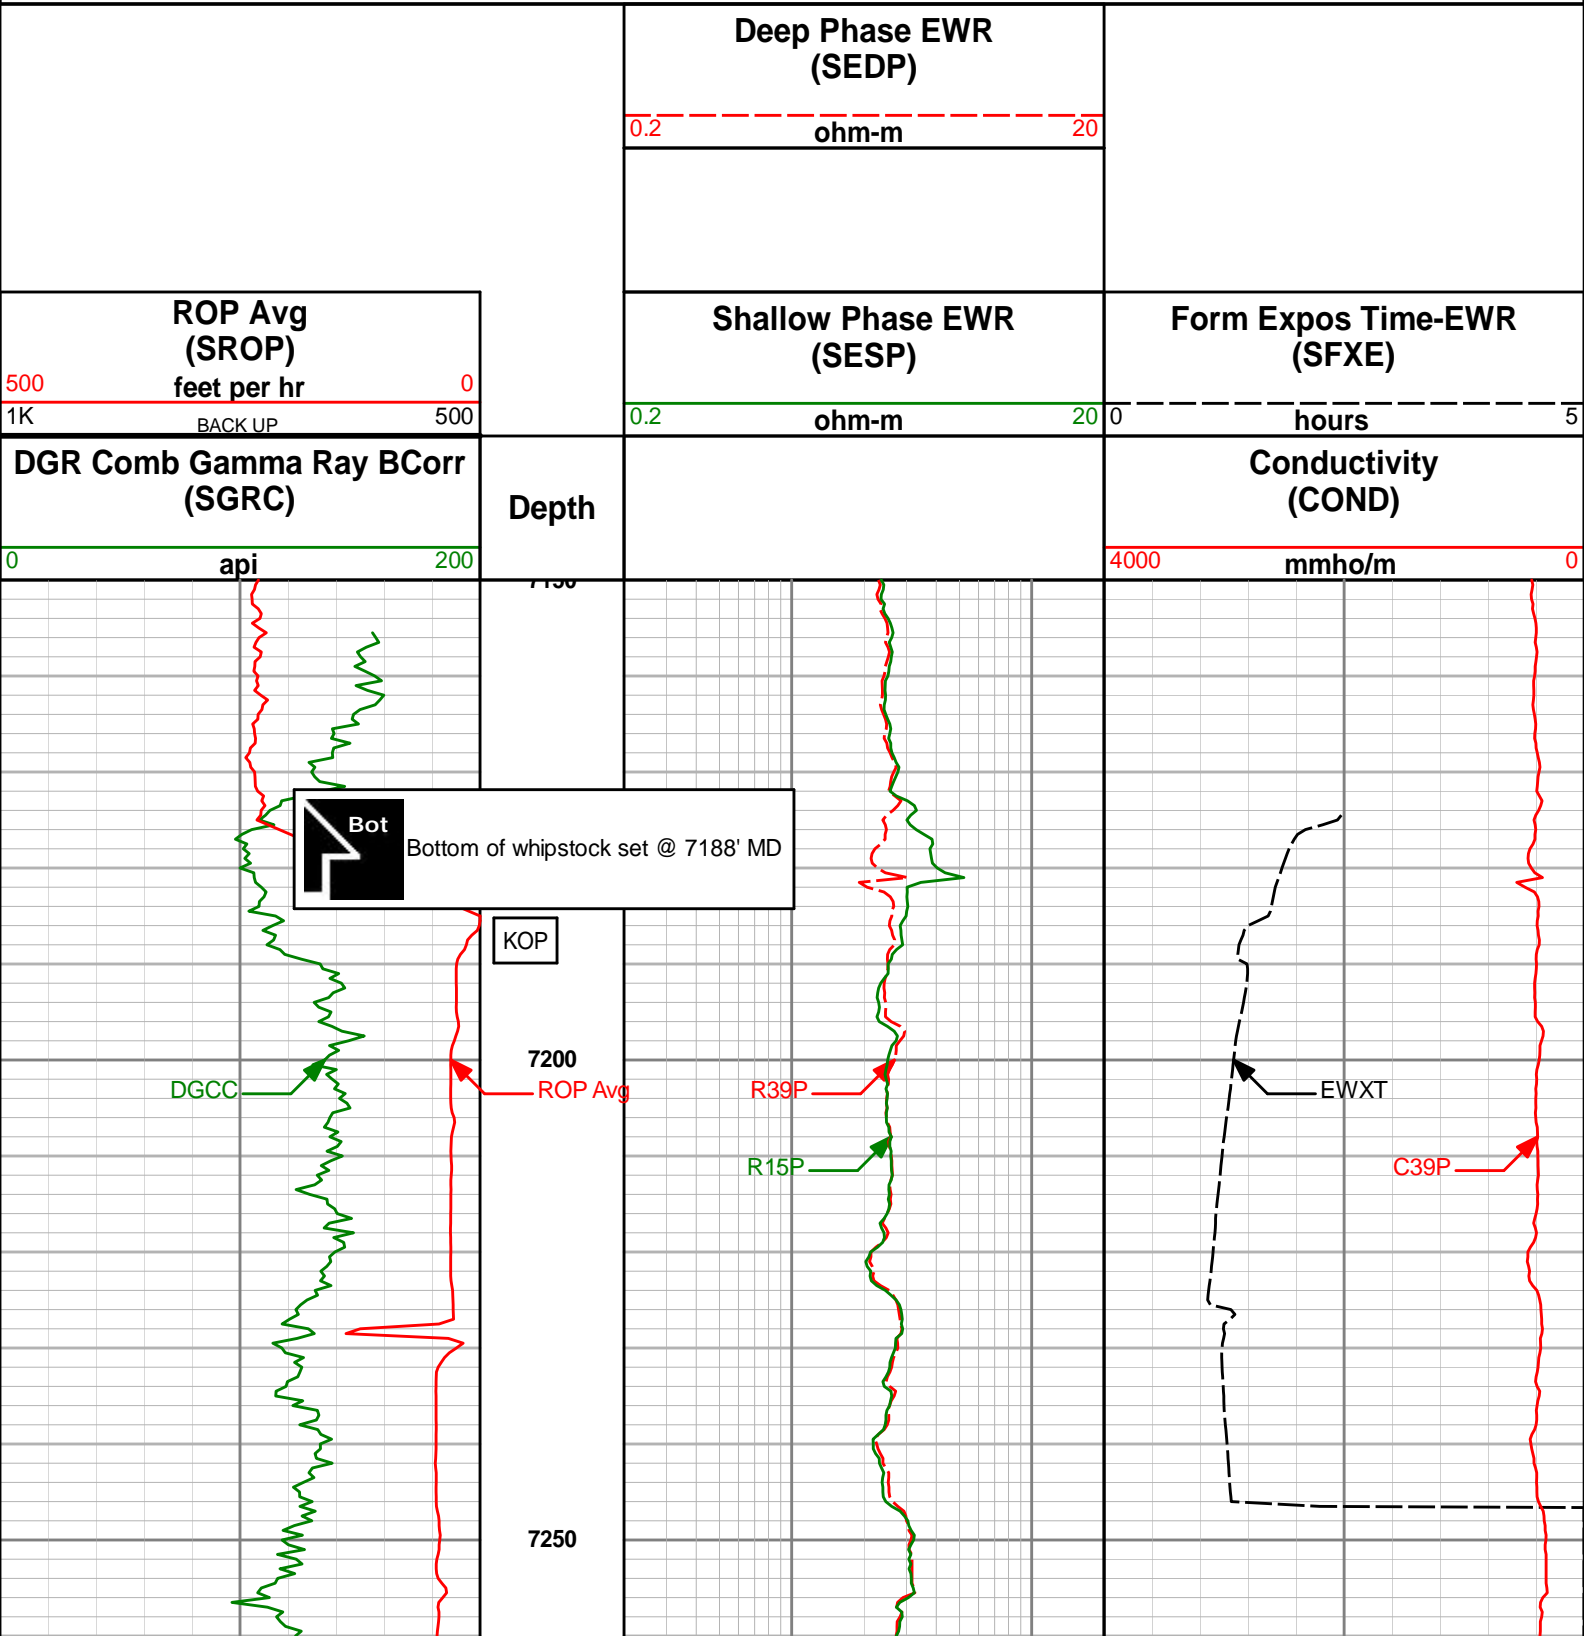 Deep Phase EWR
(SEDP)
0.2 ohm-m 20
ROP Avg
(SROP)
500 feet per hr 0
1K BACK UP 500
Shallow Phase EWR
(SESP)
0.2 ohm-m 20
Form Expos Time-EWR
(SFXE)
0 hours 5
DGR Comb Gamma Ray BCorr
(SGRC)
0 api 200
Depth
Conductivity
(COND)
4000 mmho/m 0
7150
Bot
Bottom of whipstock set @ 7188' MD
KOP
7200
DGCC
ROP Avg
R39P
EWXT
R15P
C39P
7250